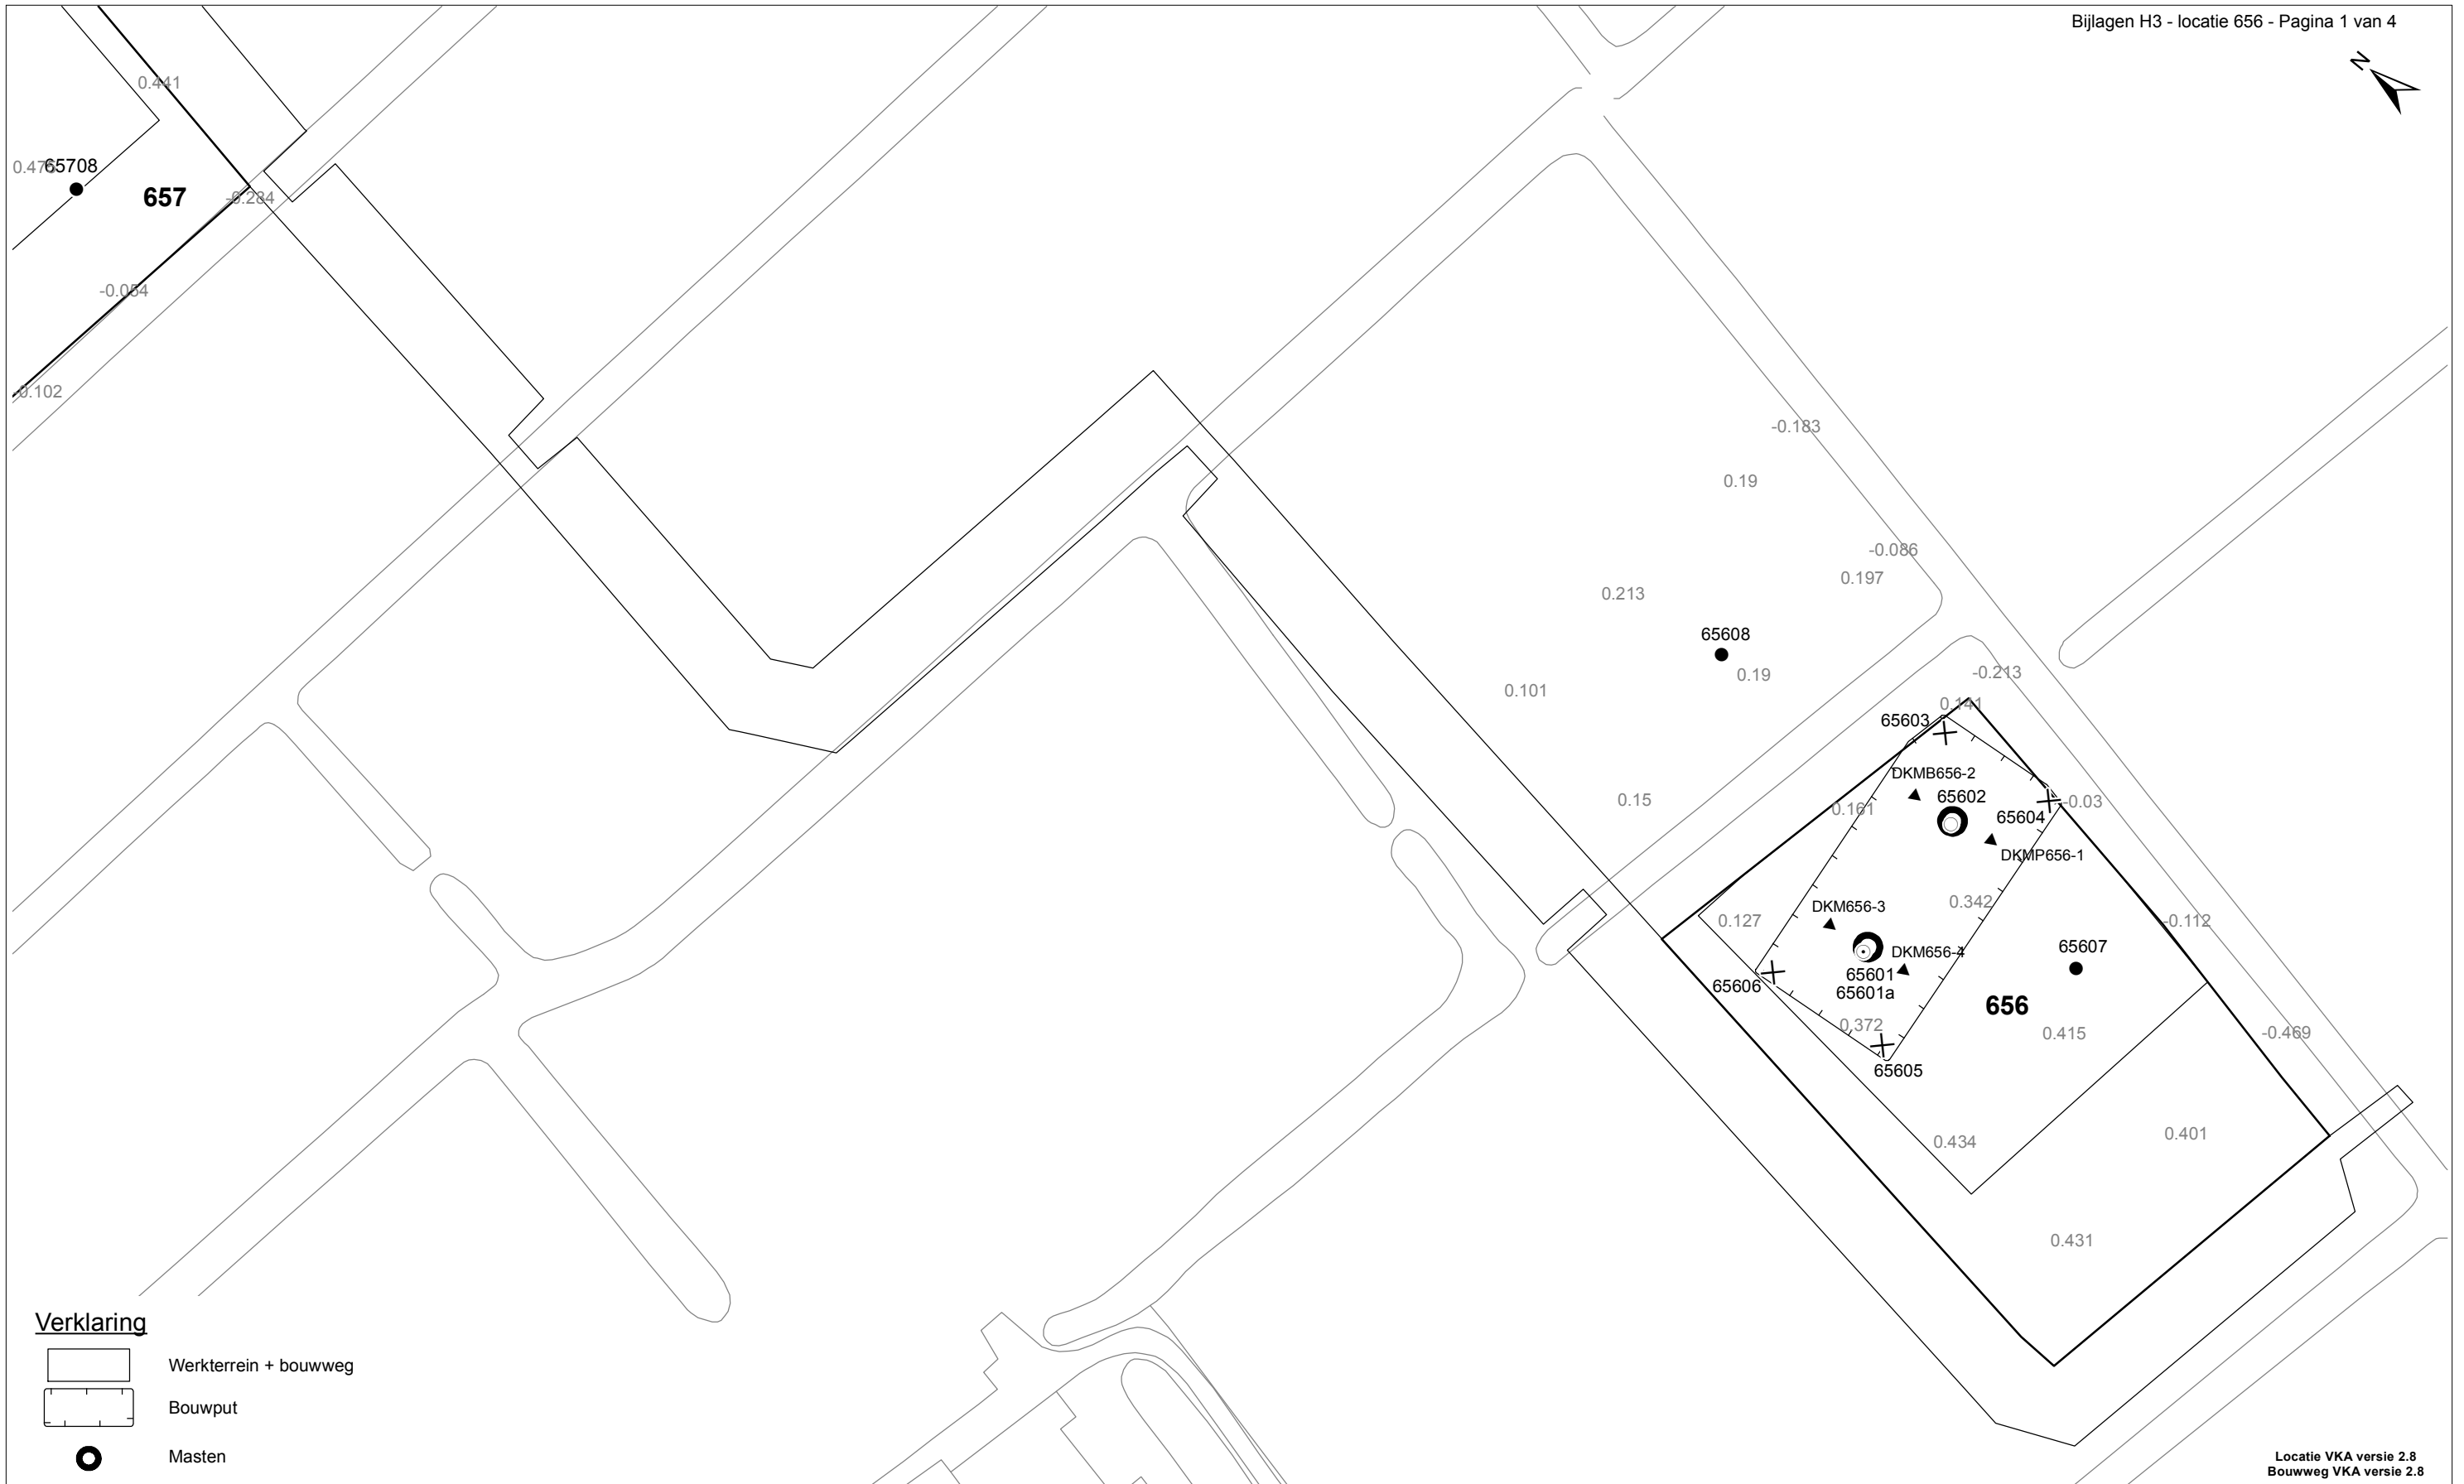 Bijlagen H3 - locatie 656 - Pagina 1 van 4
N
0.441
65708
657
-0.284
-0.054
0.102
-0.183
0.19
-0.086
0.197
0.213
65608
0.19
-0.213
0.101
0.141
65603
DKMB656-2
65602
0.15
0.161
65604
-0.03
DKMP656-1
0.342
DKM656-3
0.127
-0.112
65607
DKM656-4
65601
65606
65601a
656
0.372
0.415
-0.469
65605
0.434
0.401
0.431
Verklaring
Werkterrein + bouwweg
Bouwput
Masten
Locatie VKA versie 2.8
Bouwweg VKA versie 2.8